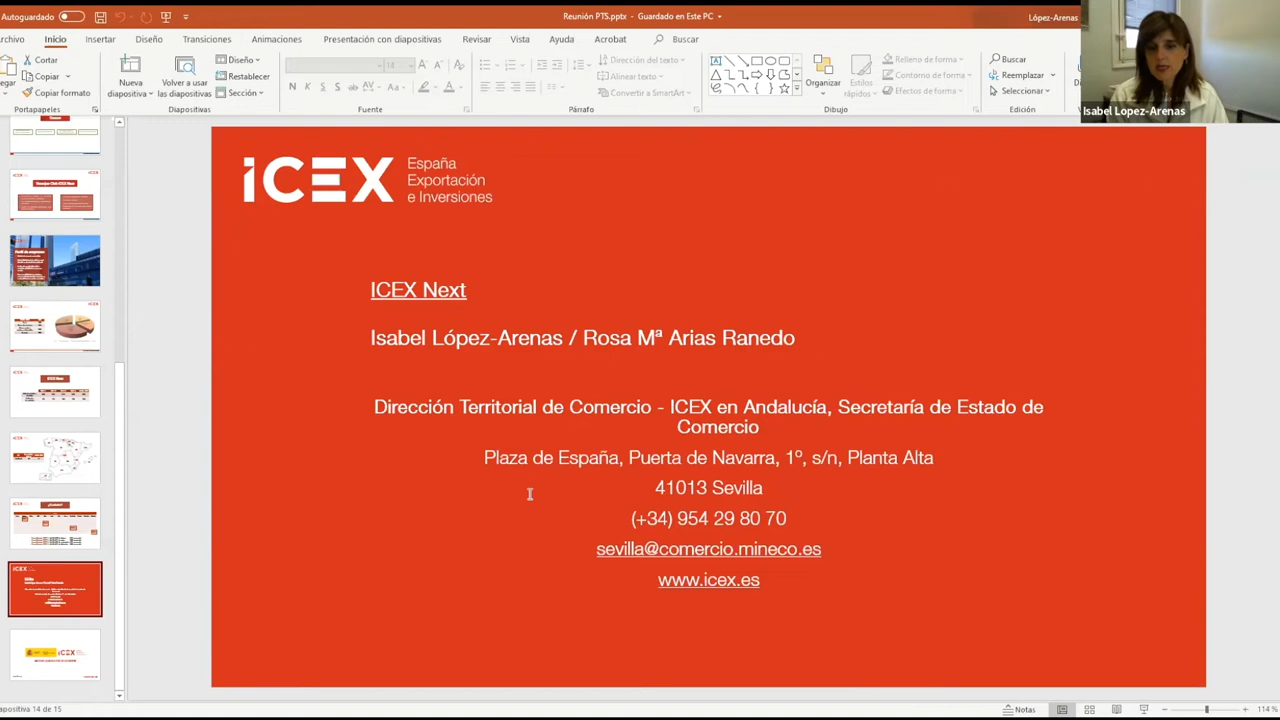 Autoguardado
Reunión PTS.pptx - Guardado en Este PC
López-Arenas
Archivo Inicio Insertar Diseño Transiciones Animaciones Presentación con diapositivas Revisar Vista Ayuda Acrobat Buscar
Cortar
Copiar
Copiar formato
Portapapeles
Nueva diapositiva
Volver a usar las diapositivas
Diseño
Restablecer
Sección
Diapositivas
14
N K S S ab AV Aa A
Fuente
Dirección del texto
Alinear texto
Convertir a SmartArt
Párrafo
Organizar
Estilos rápidos
Relleno de forma
Contorno de forma
Efectos de forma
Dibujo
Buscar
Reemplazar
Seleccionar
Edición
Isabel Lopez-Arenas
iCEX España
Exportación
e Inversiones
ICEX Next
Isabel López-Arenas / Rosa Mª Arias Ranedo
Dirección Territorial de Comercio - ICEX en Andalucía, Secretaría de Estado de
Comercio
Plaza de España, Puerta de Navarra, 1º, s/n, Planta Alta
41013 Sevilla
(+34) 954 29 80 70
sevilla@comercio.mineco.es
www.icex.es
apositiva 14 de 15
Notas
114 %